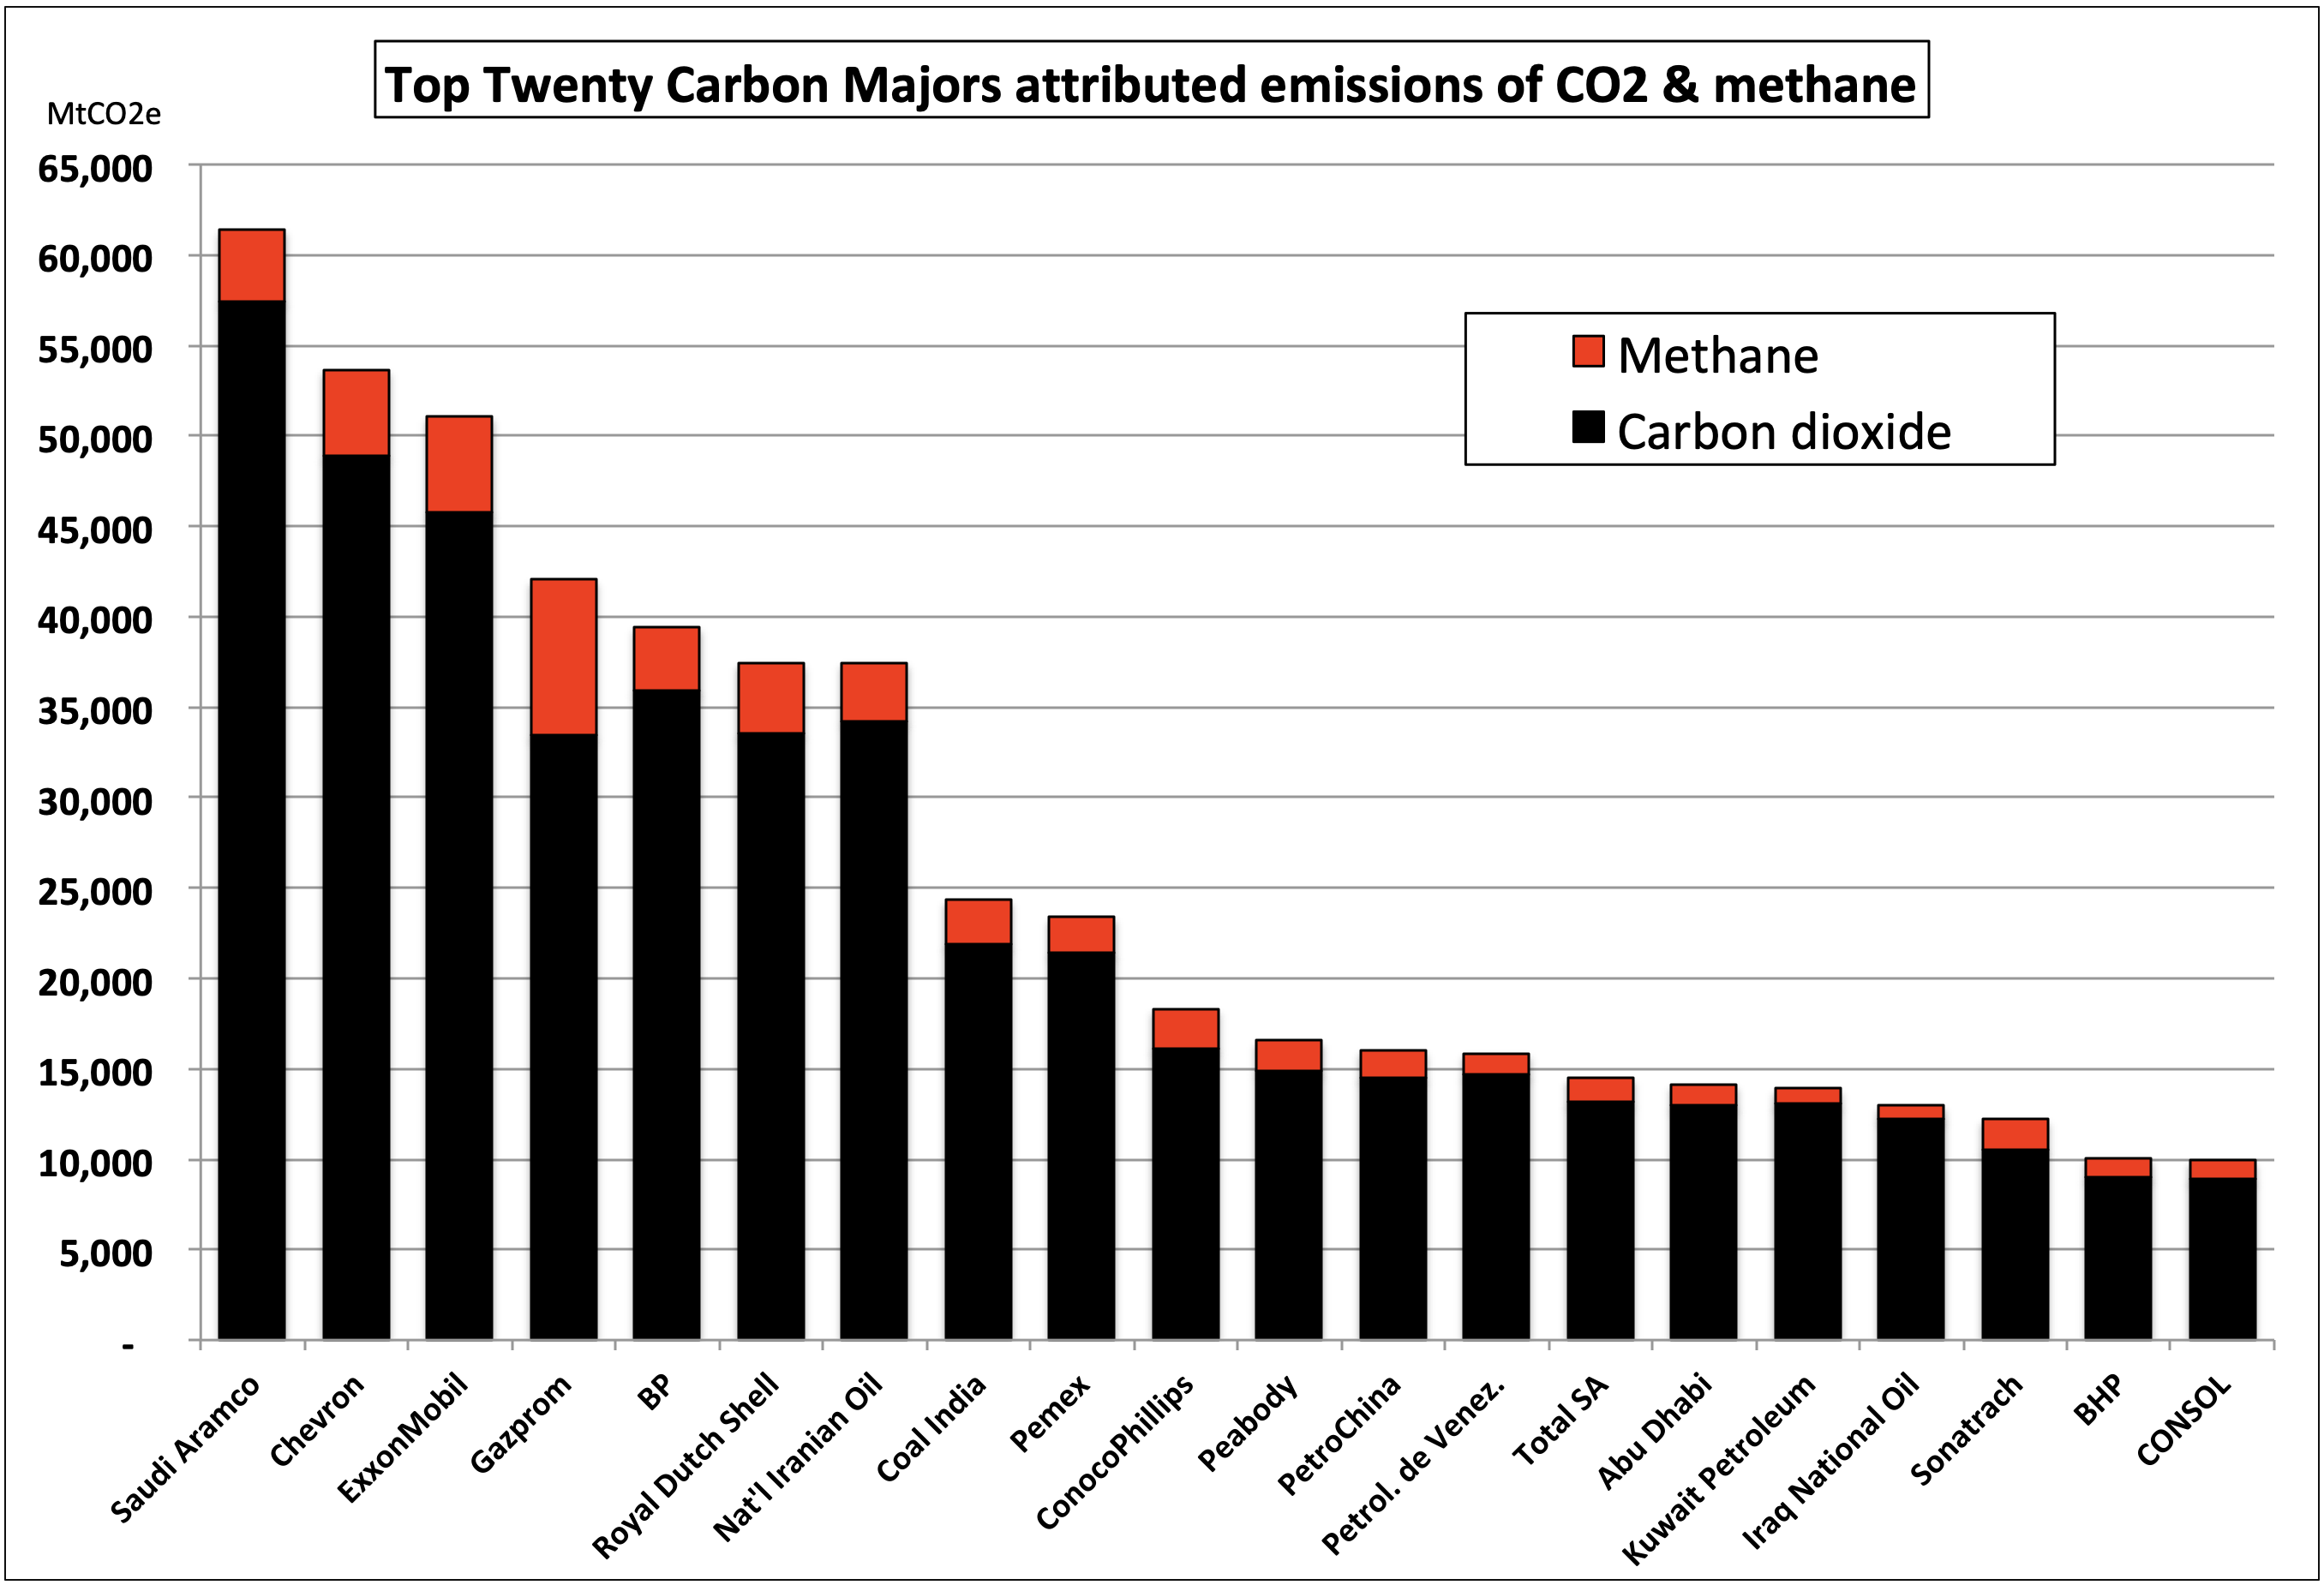 Top Twenty Carbon Majors attributed emissions of CO2 & methane
MtCO2e
65,000
60,000
55,000
50,000
45,000
40,000
35,000
30,000
25,000
20,000
15,000
10,000
5,000
-
Methane
Carbon dioxide
Saudi Aramco
Chevron
ExxonMobil
Gazprom
BP
Royal Dutch Shell
Nat'l Iranian Oil
Coal India
Pemex
ConocoPhillips
Peabody
PetroChina
Petrol. de Venez.
Total SA
Abu Dhabi
Kuwait Petroleum
Iraq National Oil
Sonatrach
BHP
CONSOL